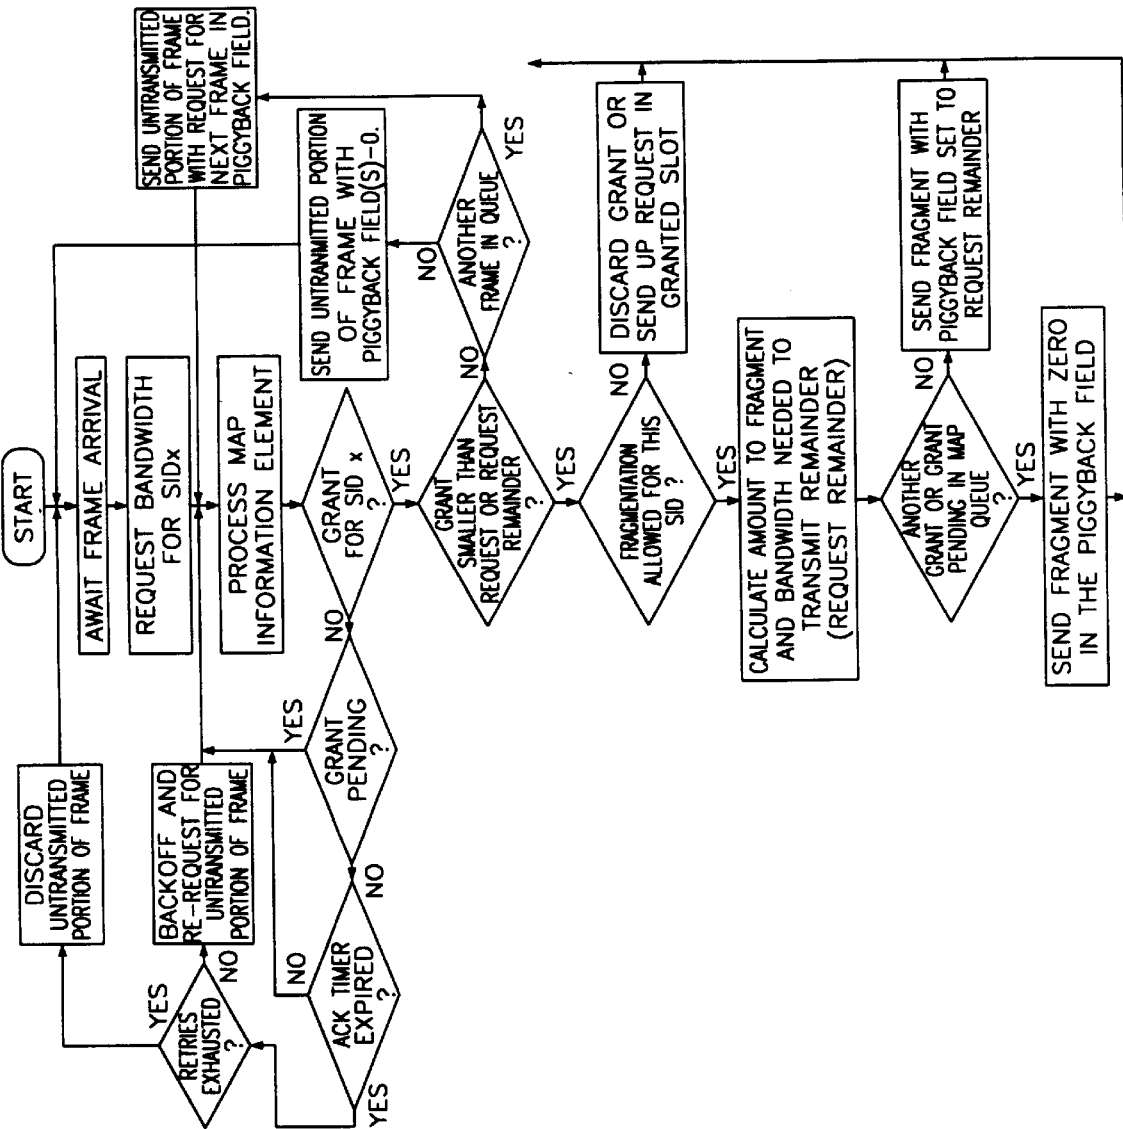 START
AWAIT FRAME ARRIVAL
REQUEST BANDWIDTH
FOR SIDx
PROCESS MAP
INFORMATION ELEMENT
GRANT
FOR SID x
?
NO
YES
GRANT
PENDING
?
YES
NO
ACK TIMER
EXPIRED
?
NO
YES
RETRIES
EXHAUSTED
?
YES
NO
DISCARD
UNTRANSMITTED
PORTION OF FRAME
BACKOFF AND
RE-REQUEST FOR
UNTRANSMITTED
PORTION OF FRAME
GRANT
SMALLER THAN
REQUEST OR REQUEST
REMAINDER
?
NO
YES
ANOTHER
FRAME IN QUEUE
?
NO
YES
SEND UNTRANMITTED PORTION
OF FRAME WITH
PIGGYBACK FIELD(S)-0.
SEND UNTRANSMITTED
PORTION OF FRAME
WITH REQUEST FOR
NEXT FRAME IN
PIGGYBACK FIELD.
FRAGMENTATION
ALLOWED FOR THIS
SID ?
NO
YES
DISCARD GRANT OR
SEND UP REQUEST IN
GRANTED SLOT
CALCULATE AMOUNT TO FRAGMENT
AND BANDWIDTH NEEDED TO
TRANSMIT REMAINDER
(REQUEST REMAINDER)
ANOTHER
GRANT OR GRANT
PENDING IN MAP
QUEUE
?
NO
YES
SEND FRAGMENT WITH
PIGGYBACK FIELD SET TO
REQUEST REMAINDER
SEND FRAGMENT WITH ZERO
IN THE PIGGYBACK FIELD